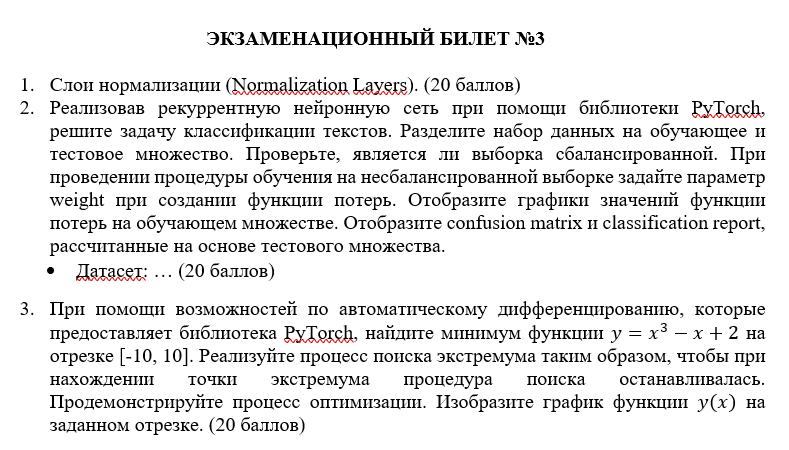 ЭКЗАМЕНАЦИОННЫЙ БИЛЕТ №3
1. Слои нормализации (Normalization Layers). (20 баллов)
2. Реализовав рекуррентную нейронную сеть при помощи библиотеки PyTorch,
решите задачу классификации текстов. Разделите набор данных на обучающее и
тестовое множество. Проверьте, является ли выборка сбалансированной. При
проведении процедуры обучения на несбалансированной выборке задайте параметр
weight при создании функции потерь. Отобразите графики значений функции
потерь на обучающем множестве. Отобразите confusion matrix и classification report,
рассчитанные на основе тестового множества.
• Датасет: … (20 баллов)
3. При помощи возможностей по автоматическому дифференцированию, которые
предоставляет библиотека PyTorch, найдите минимум функции y = x³ − x + 2 на
отрезке [-10, 10]. Реализуйте процесс поиска экстремума таким образом, чтобы при
нахождении точки экстремума процедура поиска останавливалась.
Продемонстрируйте процесс оптимизации. Изобразите график функции y(x) на
заданном отрезке. (20 баллов)